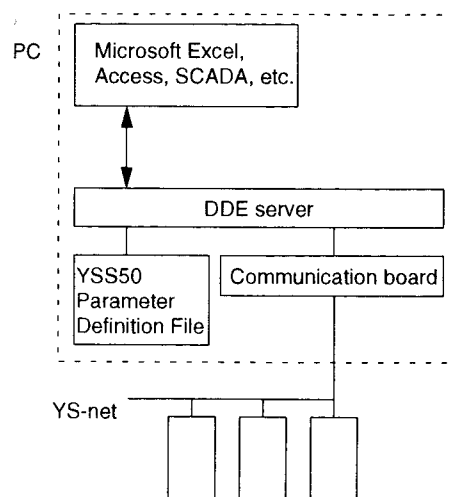 PC
Microsoft Excel,
Access, SCADA, etc.
DDE server
YSS50
Parameter
Definition File
Communication board
YS-net